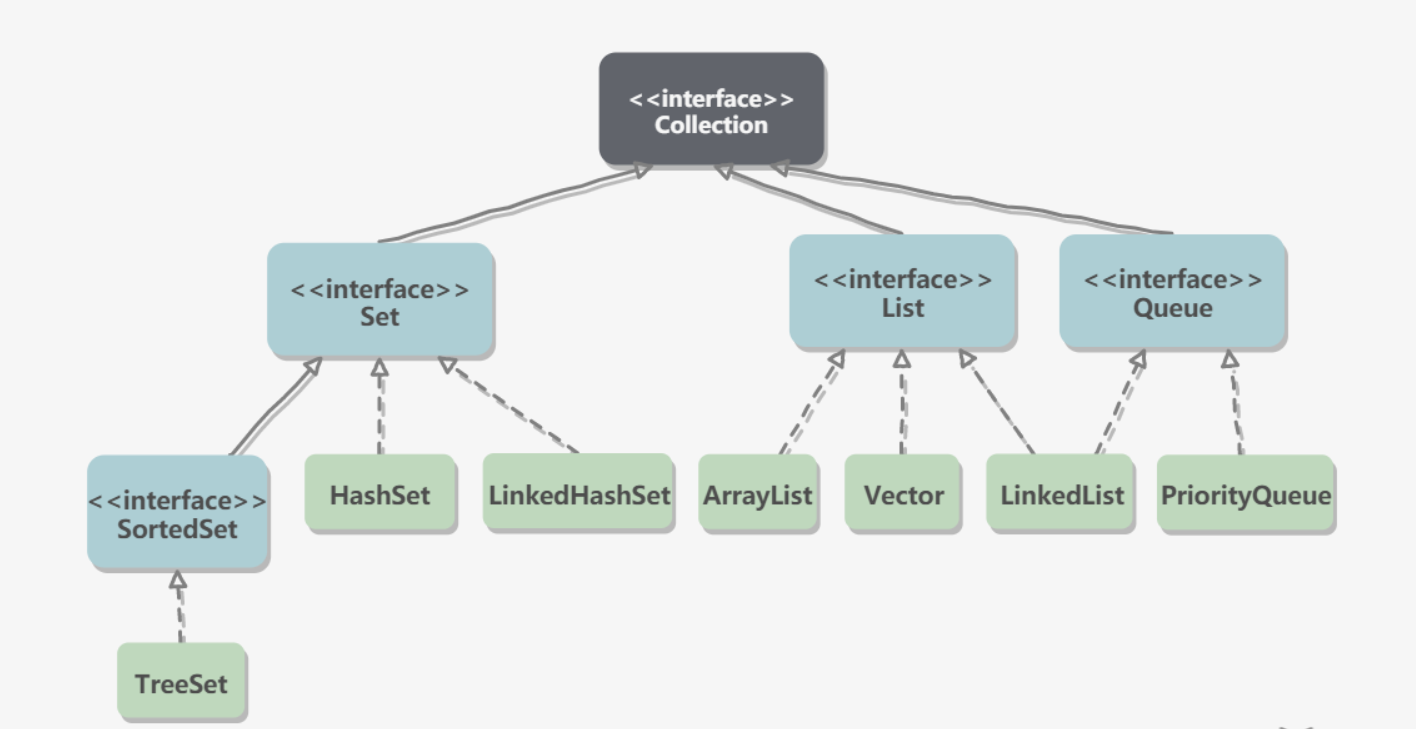 <<interface>>
Collection
<<interface>>
Set
<<interface>>
List
<<interface>>
Queue
<<interface>>
SortedSet
HashSet
LinkedHashSet
ArrayList
Vector
LinkedList
PriorityQueue
TreeSet